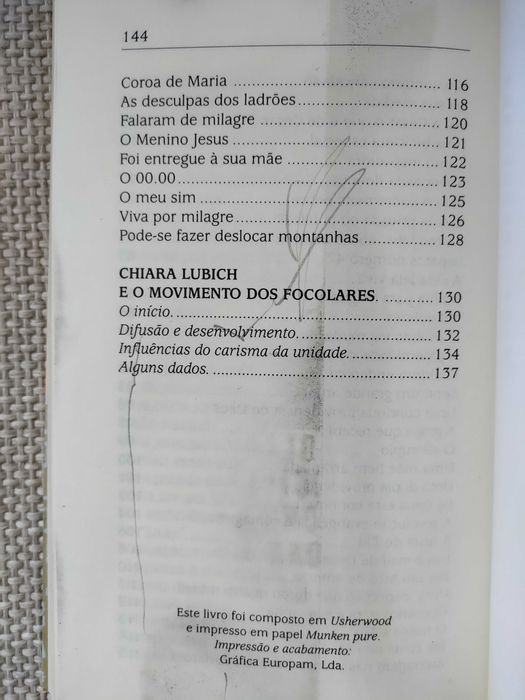 144
Coroa de Maria ........................................ 116
As desculpas dos ladrões............................. 118
Falaram de milagre .................................... 120
O Menino Jesus ........................................ 121
Foi entregue à sua mãe .............................. 122
O 00.00..................................................... 123
O meu sim ................................................ 125
Viva por milagre........................................ 126
Pode-se fazer deslocar montanhas ............. 128
CHIARA LUBICH
E O MOVIMENTO DOS FOCOLARES. .......... 130
O início. .................................................... 130
Difusão e desenvolvimento........................... 132
Influências do carisma da unidade. ............... 134
Alguns dados. ............................................. 137
Este livro foi composto em Usherwood
e impresso em papel Munken pure.
Impressão e acabamento:
Gráfica Europam, Lda.